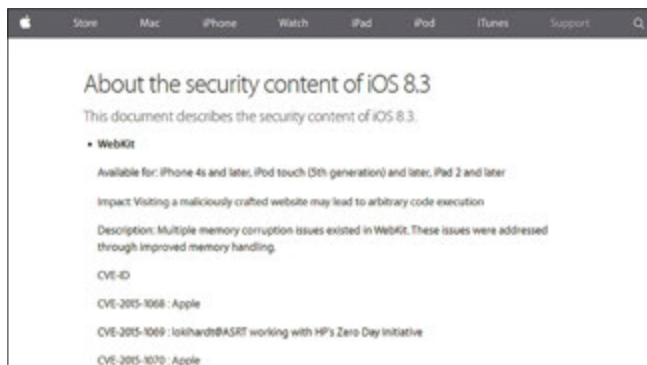 Store Mac iPhone Watch iPad iPod iTunes Support
About the security content of iOS 8.3
This document describes the security content of iOS 8.3.
• WebKit
Available for: iPhone 4s and later, iPod touch (5th generation) and later, iPad 2 and later
Impact: Visiting a maliciously crafted website may lead to arbitrary code execution
Description: Multiple memory corruption issues existed in WebKit. These issues were addressed
through improved memory handling.
CVE-ID
CVE-2015-1068 : Apple
CVE-2015-1069 : lokihardt@ASRT working with HP's Zero Day Initiative
CVE-2015-1070 : Apple